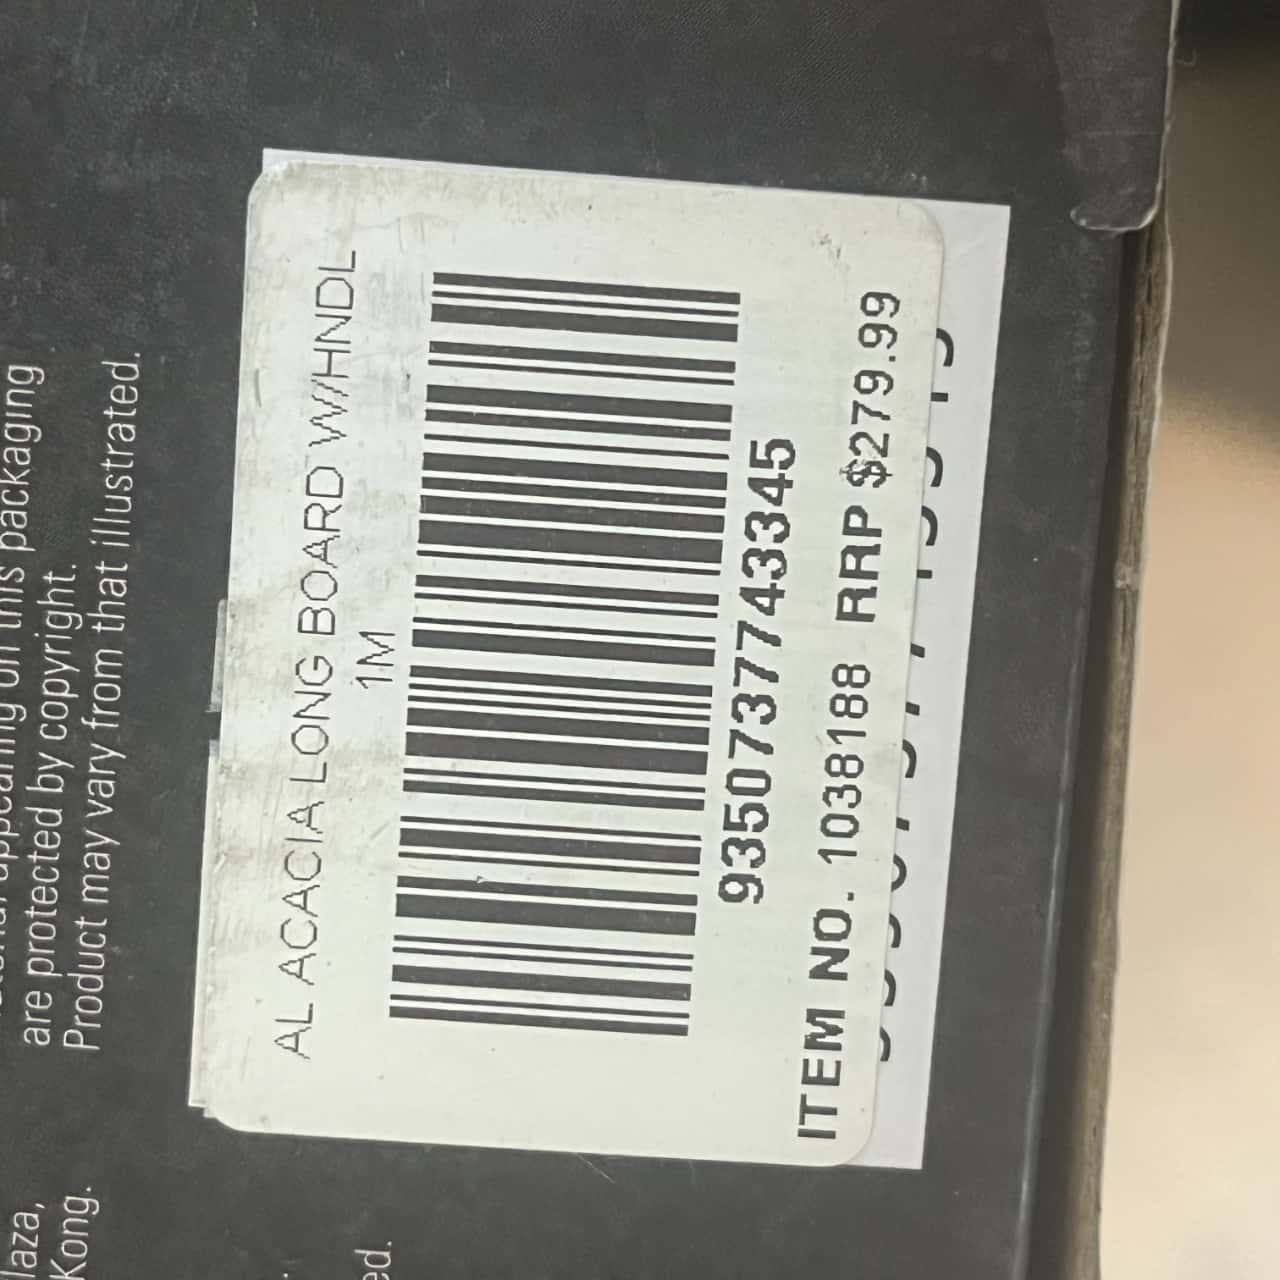 are protected by copyright.
Product may vary from that illustrated.
Kong.
AL ACACIA LONG BOARD W/HNDL
1M
9350737743345
ITEM NO. 1038188 RRP $279.99